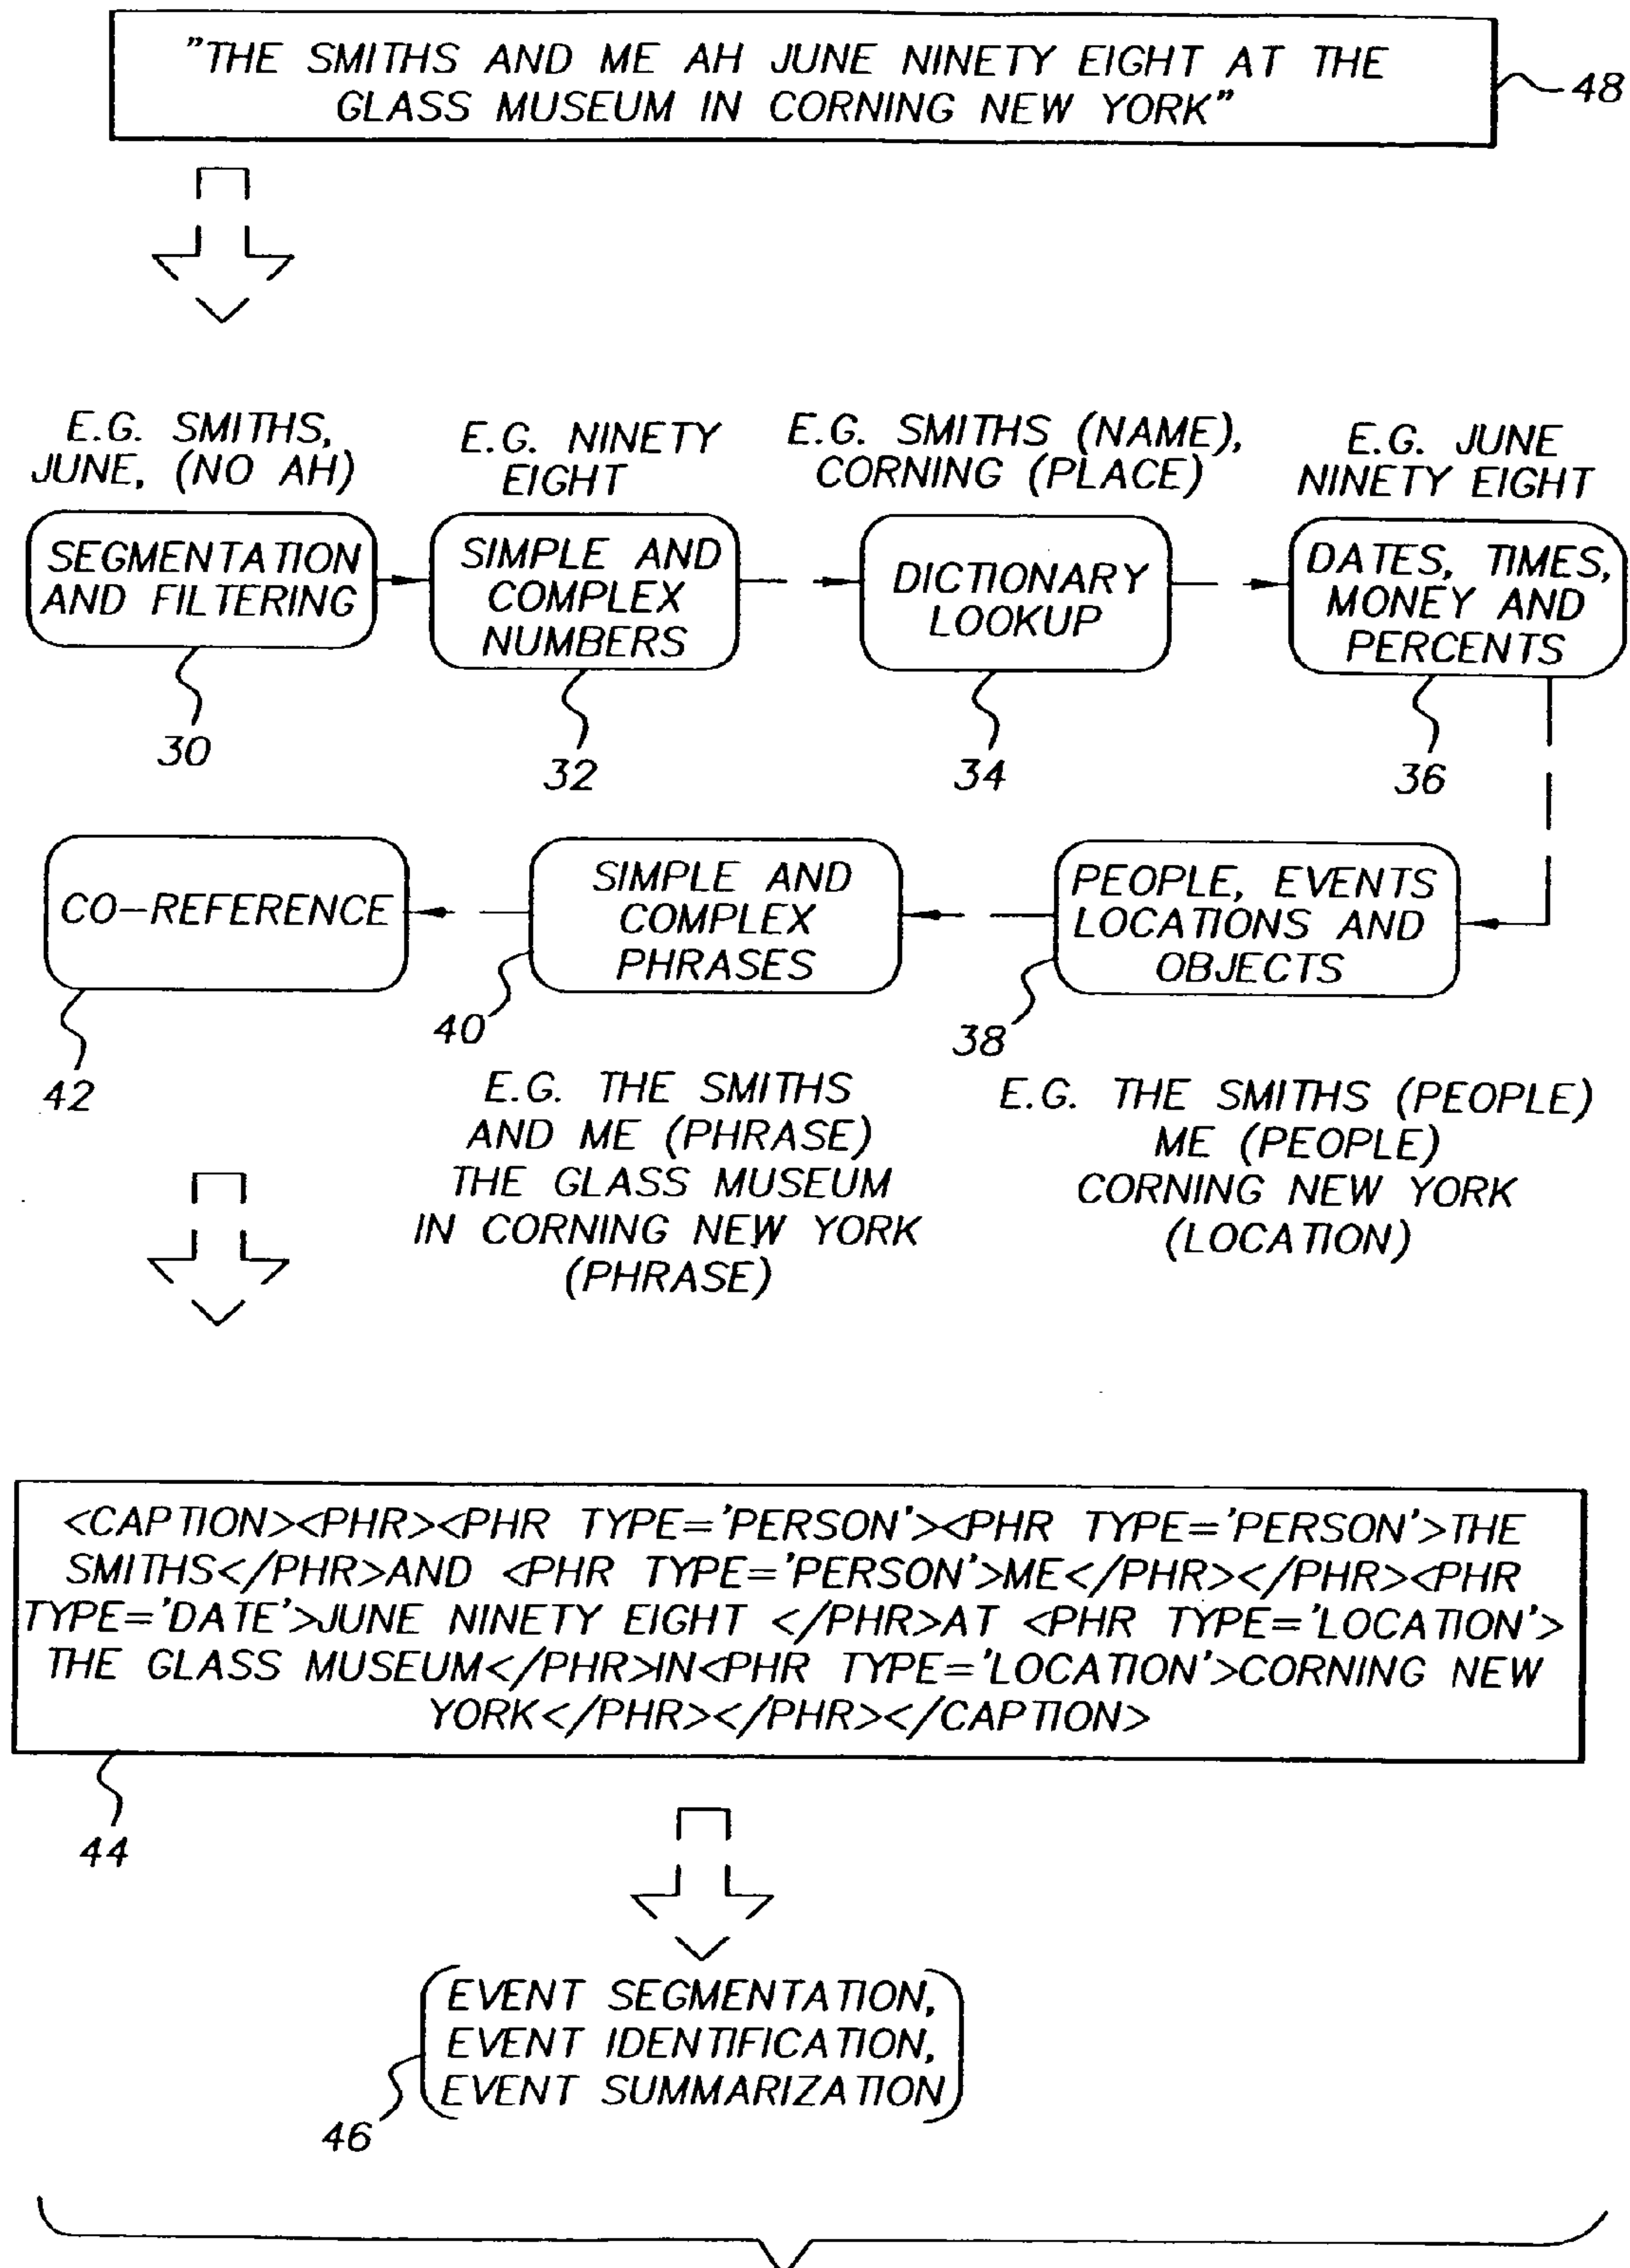 "THE SMITHS AND ME AH JUNE NINETY EIGHT AT THE
GLASS MUSEUM IN CORNING NEW YORK"
48
E.G. SMITHS,
JUNE, (NO AH)
E.G. NINETY
EIGHT
E.G. SMITHS (NAME),
CORNING (PLACE)
E.G. JUNE
NINETY EIGHT
SEGMENTATION
AND FILTERING
SIMPLE AND
COMPLEX
NUMBERS
DICTIONARY
LOOKUP
DATES, TIMES,
MONEY AND
PERCENTS
30
32
34
36
CO-REFERENCE
SIMPLE AND
COMPLEX
PHRASES
PEOPLE, EVENTS
LOCATIONS AND
OBJECTS
42
40
38
E.G. THE SMITHS
AND ME (PHRASE)
THE GLASS MUSEUM
IN CORNING NEW YORK
(PHRASE)
E.G. THE SMITHS (PEOPLE)
ME (PEOPLE)
CORNING NEW YORK
(LOCATION)
<CAPTION><PHR><PHR TYPE='PERSON'><PHR TYPE='PERSON'>THE
SMITHS</PHR>AND <PHR TYPE='PERSON'>ME</PHR></PHR><PHR
TYPE='DATE'>JUNE NINETY EIGHT </PHR>AT <PHR TYPE='LOCATION'>
THE GLASS MUSEUM</PHR>IN<PHR TYPE='LOCATION'>CORNING NEW
YORK</PHR></PHR></CAPTION>
44
EVENT SEGMENTATION,
EVENT IDENTIFICATION,
EVENT SUMMARIZATION
46